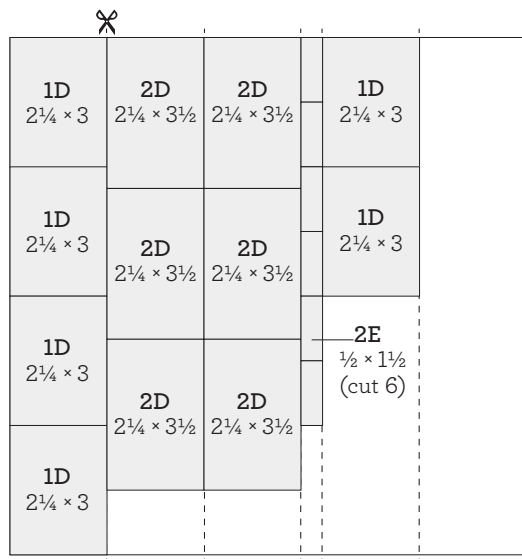 1D
2¼ × 3
1D
2¼ × 3
1D
2¼ × 3
1D
2¼ × 3
2D
2¼ × 3½
2D
2¼ × 3½
2D
2¼ × 3½
2D
2¼ × 3½
2D
2¼ × 3½
2D
2¼ × 3½
1D
2¼ × 3
1D
2¼ × 3
2E
½ × 1½
(cut 6)